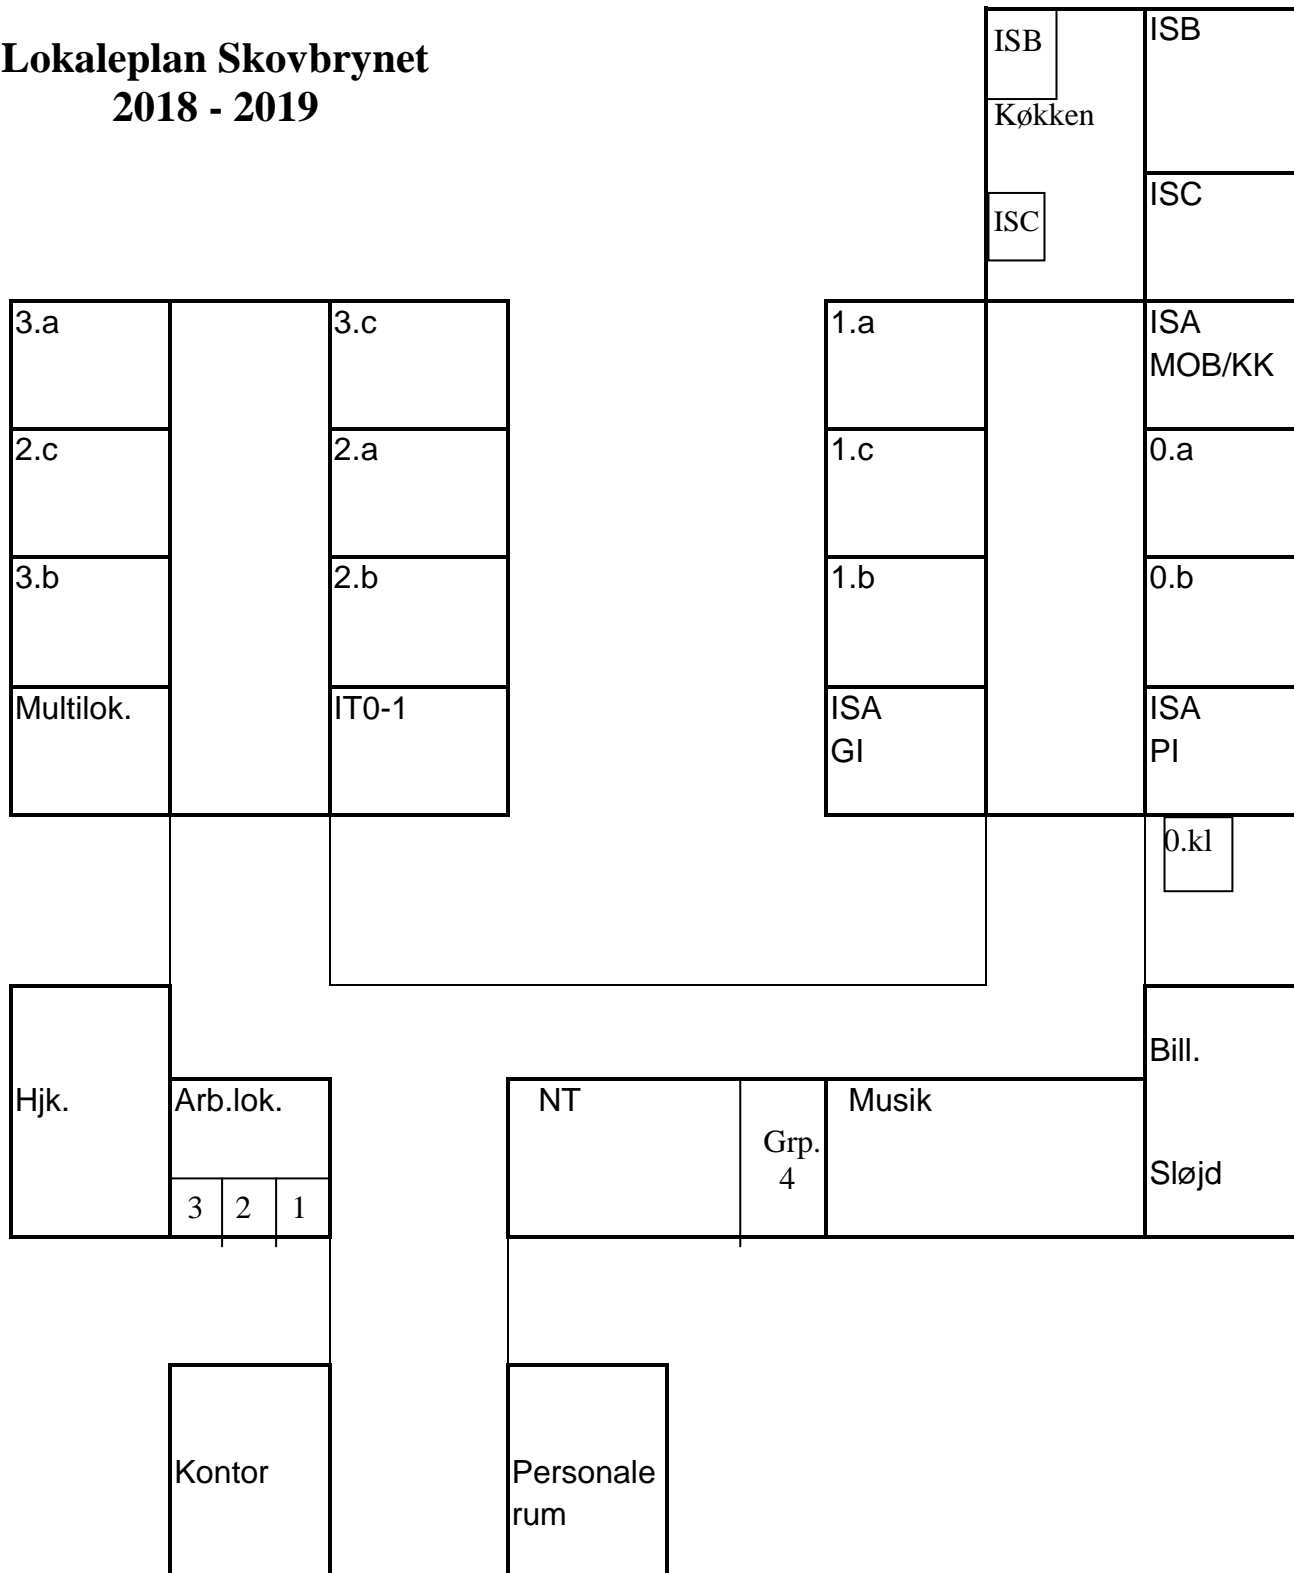 Lokaleplan Skovbrynet
2018 - 2019
ISB
ISB
Køkken
ISC
ISC
3.a
3.c
1.a
ISA
MOB/KK
2.c
2.a
1.c
0.a
3.b
2.b
1.b
0.b
Multilok.
IT0-1
ISA
GI
ISA
PI
0.kl
Bill.
Hjk.
Arb.lok.
NT
Musik
Grp.
4
Sløjd
3
2
1
Kontor
Personale
rum